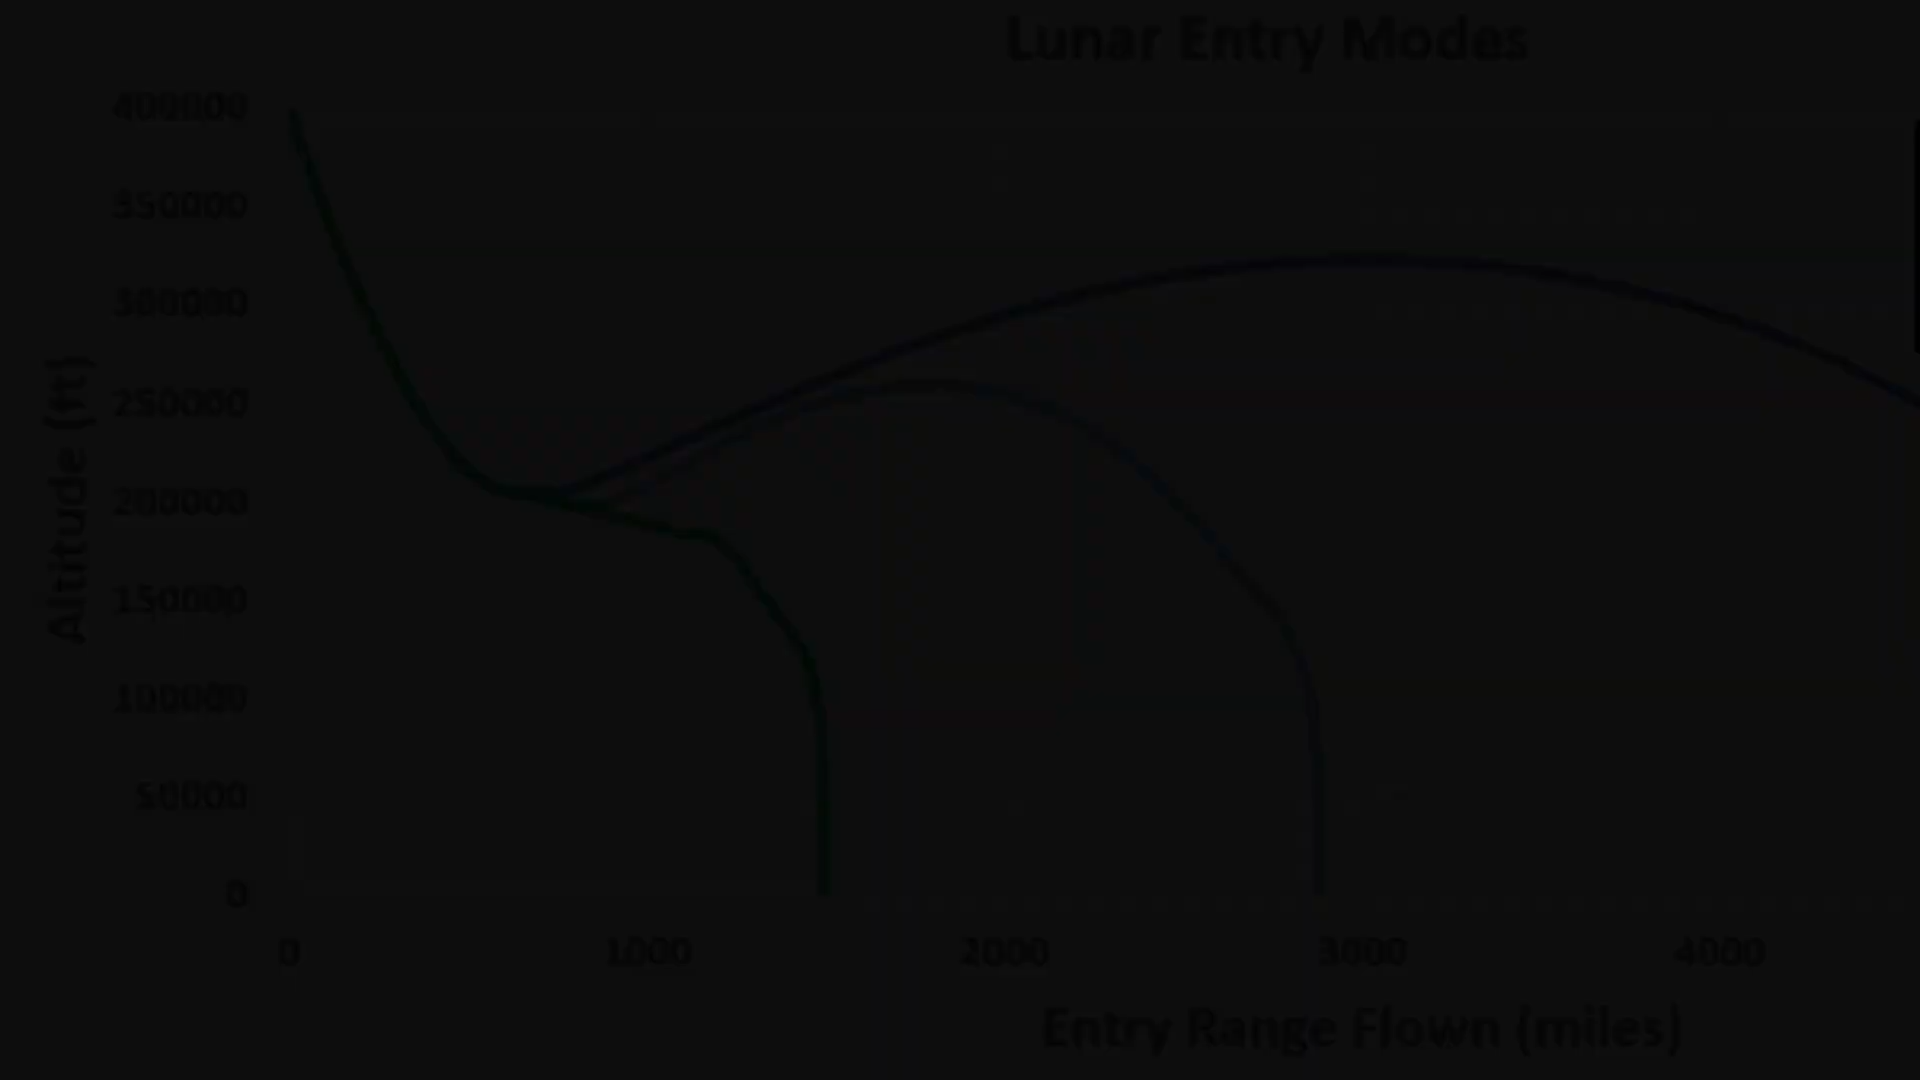 Lunar Entry Modes
400000
350000
300000
250000
200000
150000
100000
50000
0
Altitude (ft)
0 1000 2000 3000 4000
Entry Range Flown (miles)